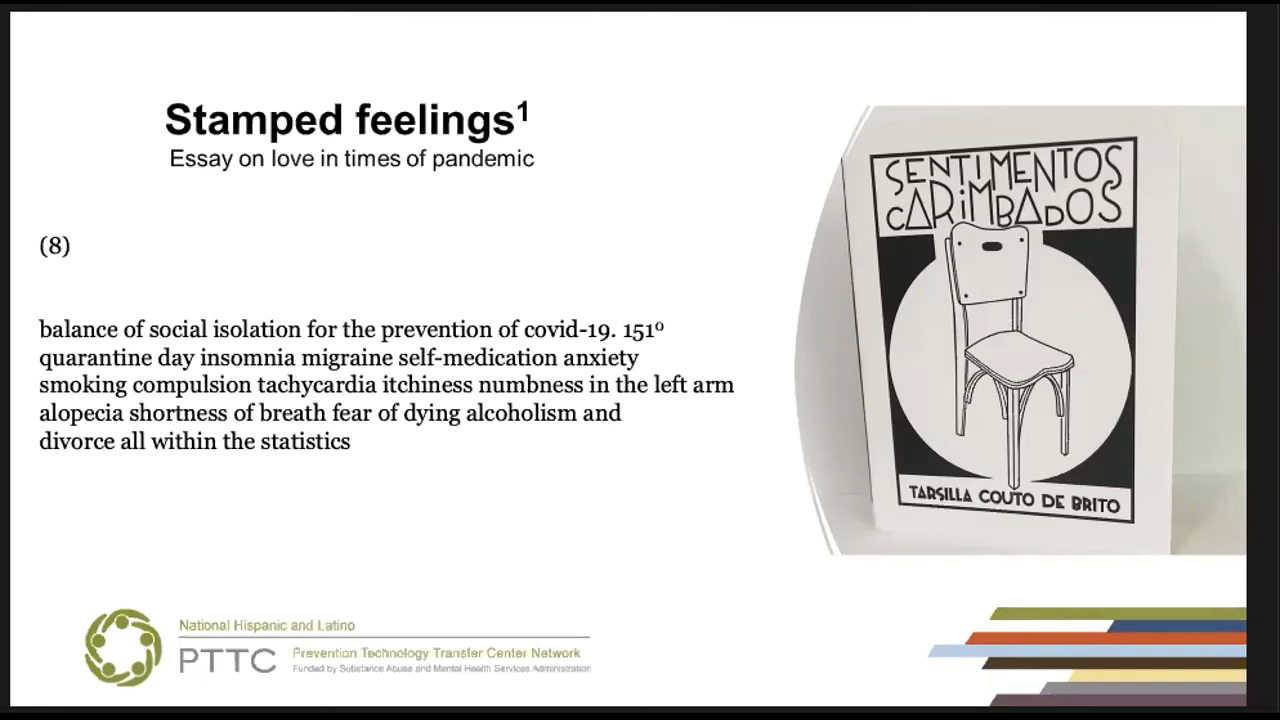 Stamped feelings¹
Essay on love in times of pandemic
(8)
balance of social isolation for the prevention of covid-19. 151º
quarantine day insomnia migraine self-medication anxiety
smoking compulsion tachycardia itchiness numbness in the left arm
alopecia shortness of breath fear of dying alcoholism and
divorce all within the statistics
SENTIMENTOS
CARiMBADOS
TARSILLA COUTO DE BRITO
National Hispanic and Latino
PTTC
Prevention Technology Transfer Center Network
Funded by Substance Abuse and Mental Health Services Administration